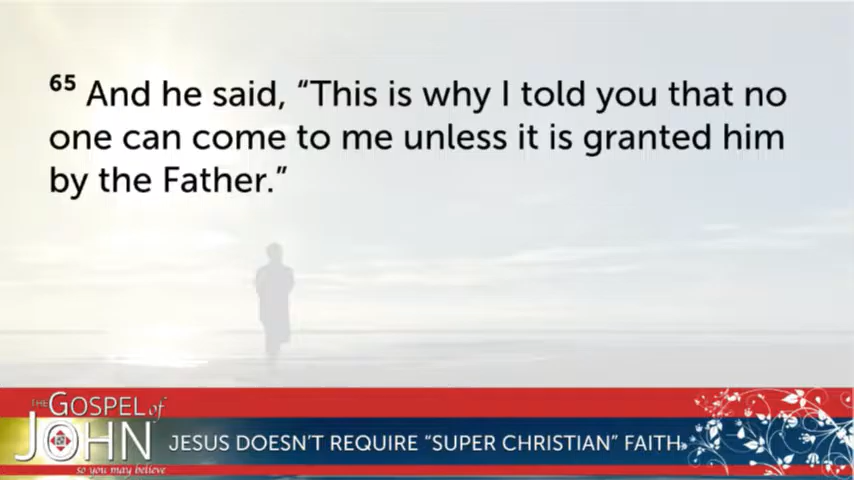 65 And he said, “This is why I told you that no
one can come to me unless it is granted him
by the Father.”
THE GOSPEL of
JOHN
so you may believe
JESUS DOESN’T REQUIRE “SUPER CHRISTIAN” FAITH